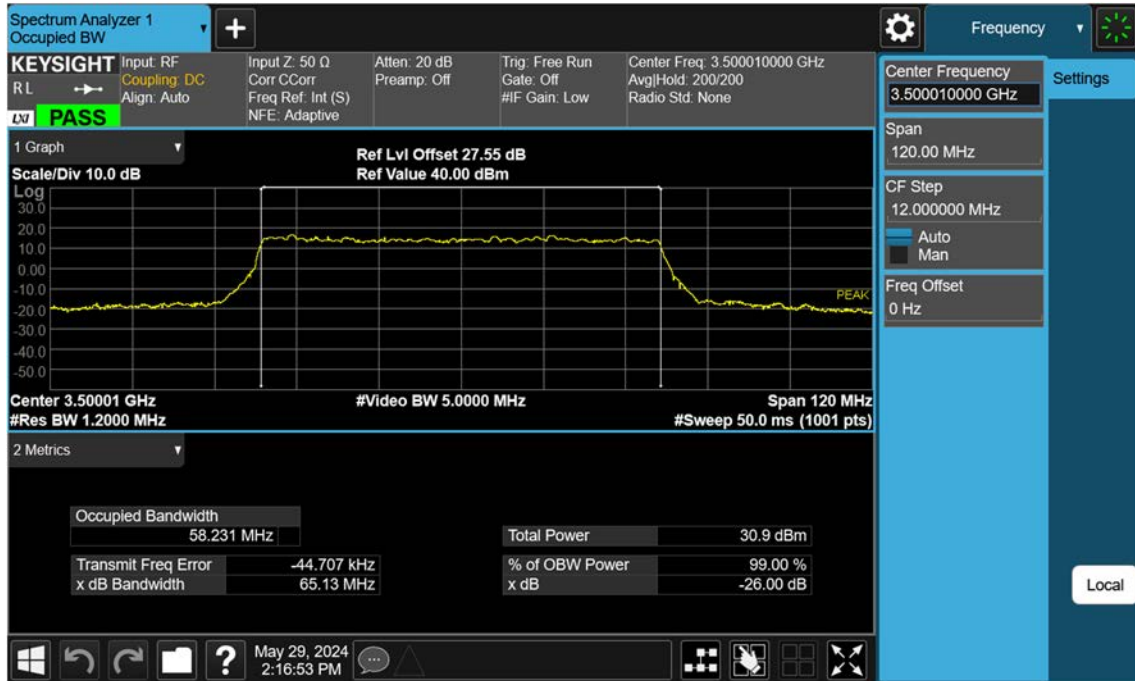 Spectrum Analyzer 1
Occupied BW
+
Frequency
KEYSIGHT
R L
LXI PASS
Input: RF
Coupling: DC
Align: Auto
Input Z: 50 Ω
Corr CCorr
Freq Ref: Int (S)
NFE: Adaptive
Atten: 20 dB
Preamp: Off
Trig: Free Run
Gate: Off
#IF Gain: Low
Center Freq: 3.500010000 GHz
Avg|Hold: 200/200
Radio Std: None
Center Frequency
3.500010000 GHz
Settings
Span
120.00 MHz
CF Step
12.000000 MHz
Auto
Man
Freq Offset
0 Hz
Local
1 Graph
Scale/Div 10.0 dB
Ref Lvl Offset 27.55 dB
Ref Value 40.00 dBm
Log
30.0
20.0
10.0
0.00
-10.0
-20.0
-30.0
-40.0
-50.0
PEAK
Center 3.50001 GHz
#Video BW 5.0000 MHz
Span 120 MHz
#Res BW 1.2000 MHz
#Sweep 50.0 ms (1001 pts)
2 Metrics
Occupied Bandwidth
58.231 MHz
Total Power 30.9 dBm
Transmit Freq Error -44.707 kHz
% of OBW Power 99.00 %
x dB Bandwidth 65.13 MHz
x dB -26.00 dB
?
May 29, 2024
2:16:53 PM